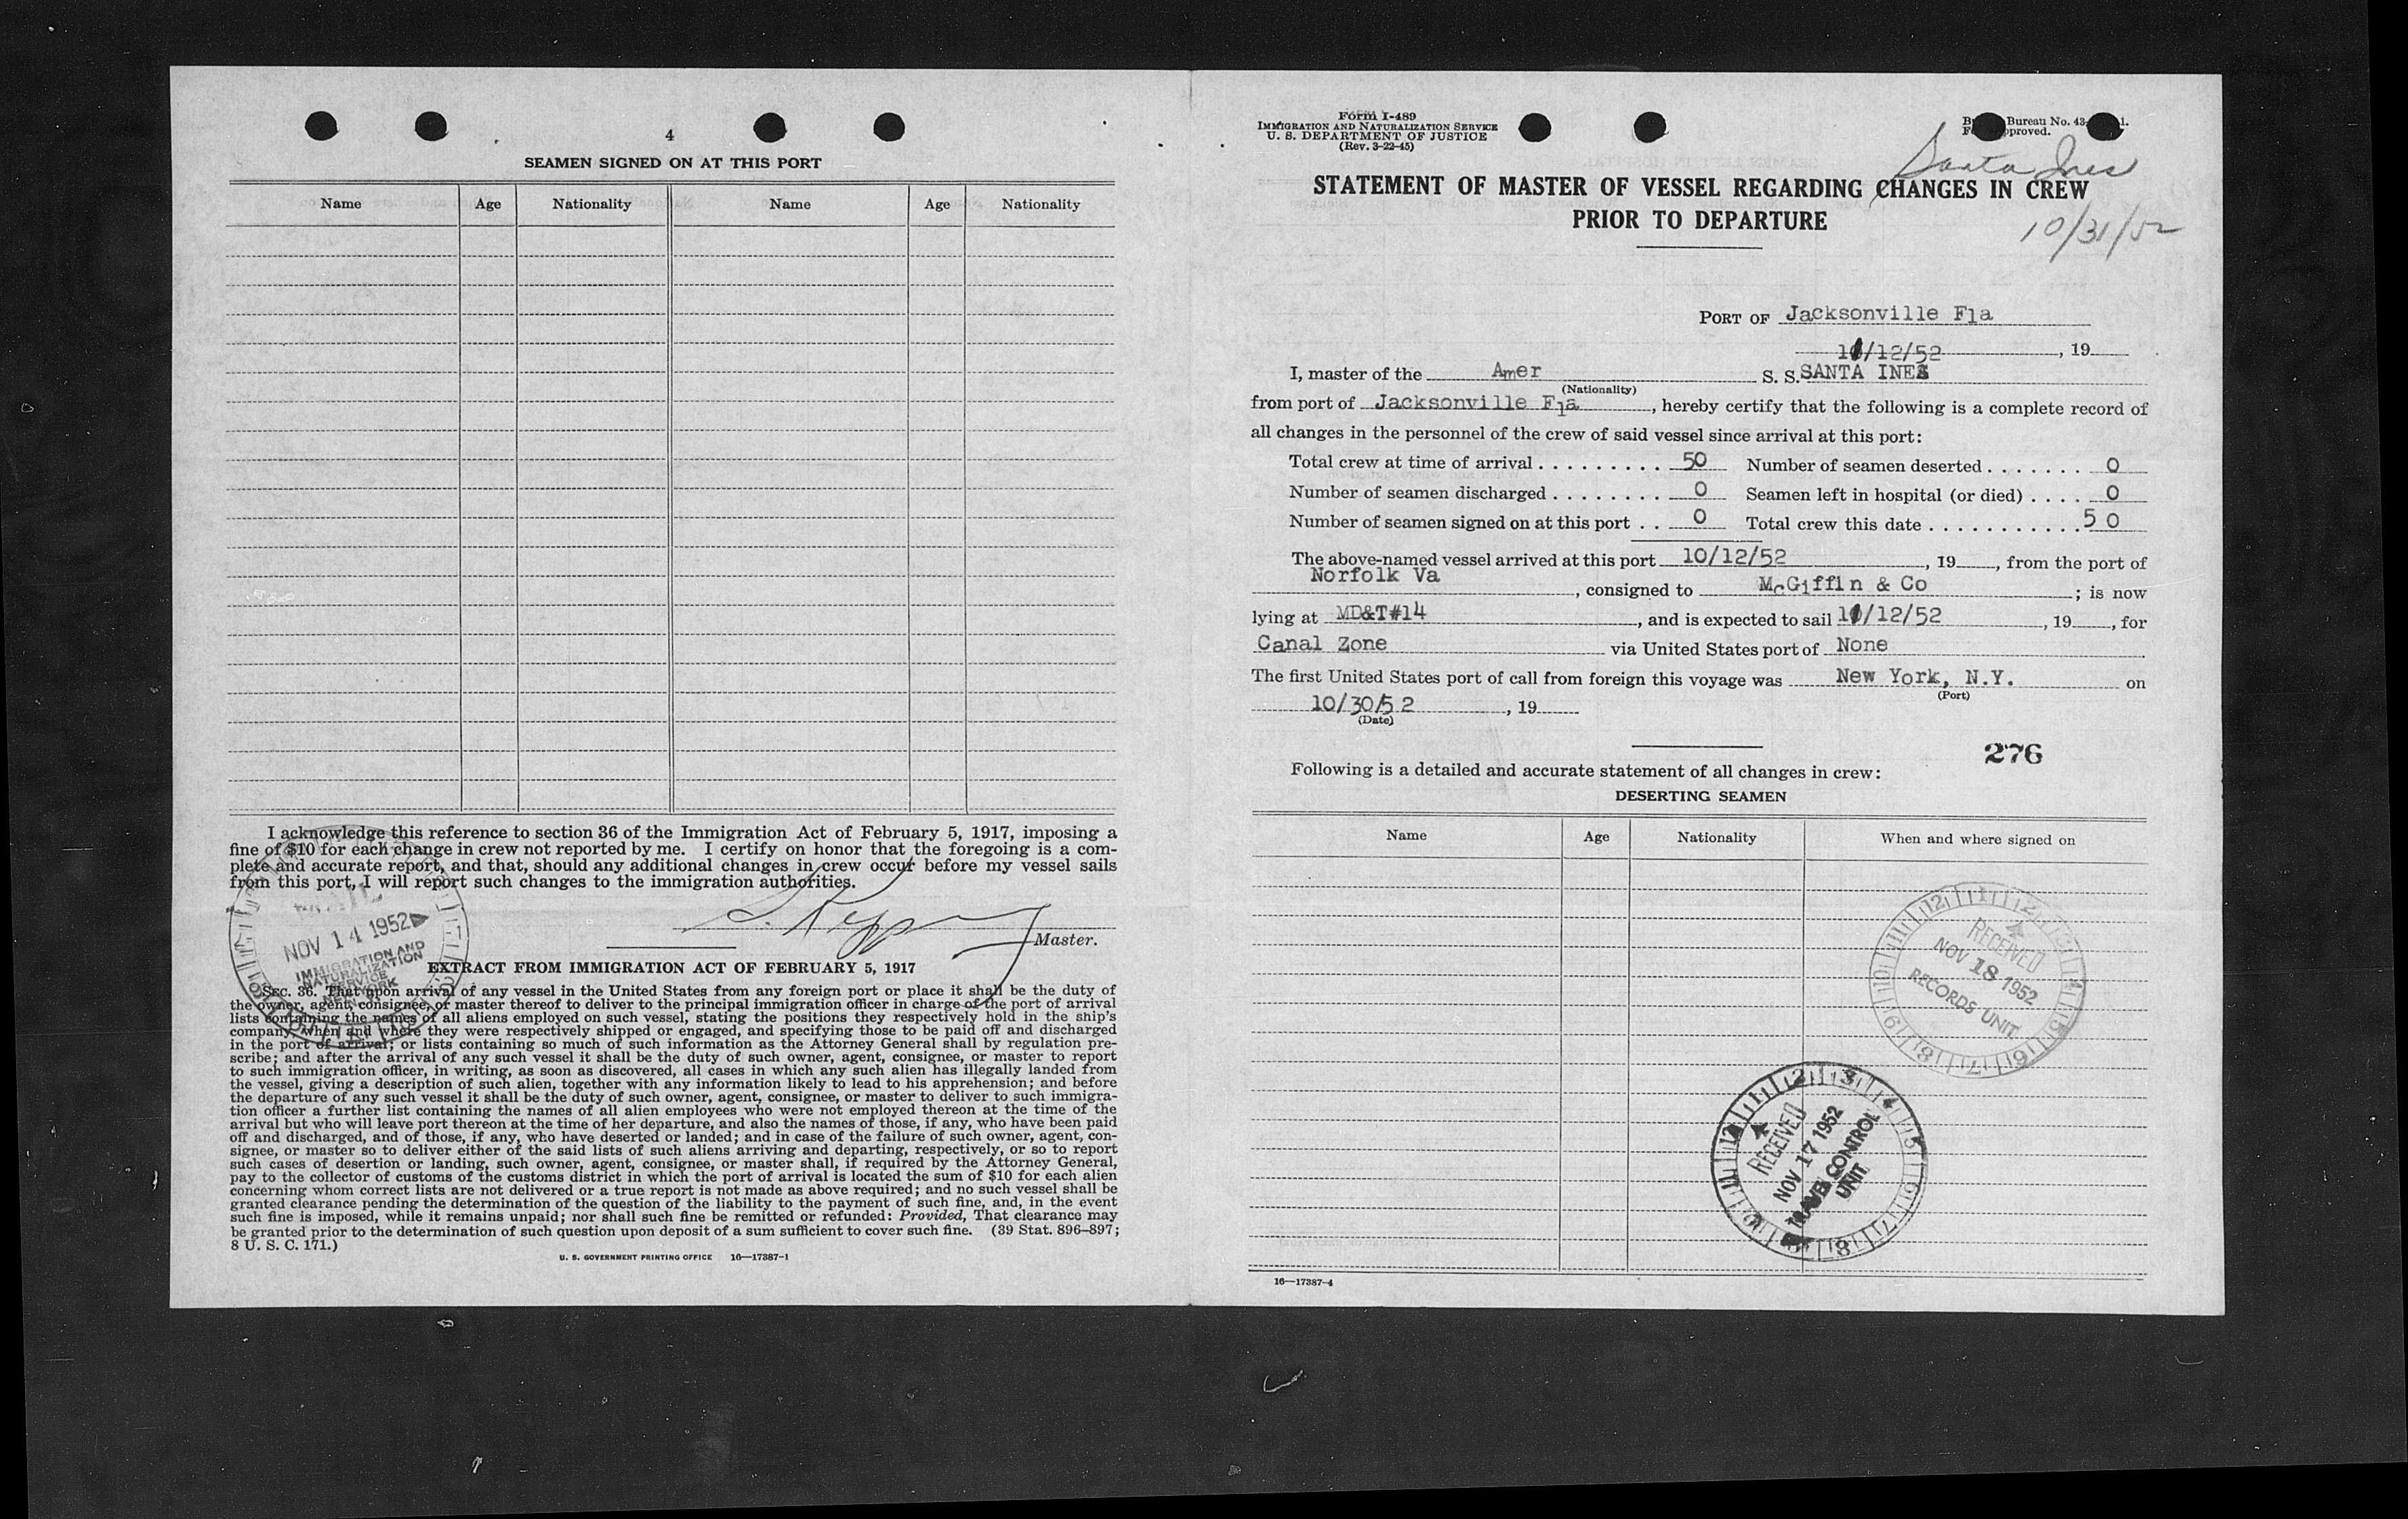 4
SEAMEN SIGNED ON AT THIS PORT
Name Age Nationality Name Age Nationality
I acknowledge this reference to section 36 of the Immigration Act of February 5, 1917, imposing a
fine of $10 for each change in crew not reported by me. I certify on honor that the foregoing is a com-
plete and accurate report, and that, should any additional changes in crew occur before my vessel sails
from this port, I will report such changes to the immigration authorities.
Master.
NOV 14 1952
IMMIGRATION AND
NATURALIZATION
SERVICE
NEW YORK
EXTRACT FROM IMMIGRATION ACT OF FEBRUARY 5, 1917
SEC. 36. That upon arrival of any vessel in the United States from any foreign port or place it shall be the duty of
the owner, agent, consignee, or master thereof to deliver to the principal immigration officer in charge of the port of arrival
lists containing the names of all aliens employed on such vessel, stating the positions they respectively hold in the ship's
company, when and where they were respectively shipped or engaged, and specifying those to be paid off and discharged
in the port of arrival; or lists containing so much of such information as the Attorney General shall by regulation pre-
scribe; and after the arrival of any such vessel it shall be the duty of such owner, agent, consignee, or master to report
to such immigration officer, in writing, as soon as discovered, all cases in which any such alien has illegally landed from
the vessel, giving a description of such alien, together with any information likely to lead to his apprehension; and before
the departure of any such vessel it shall be the duty of such owner, agent, consignee, or master to deliver to such immigra-
tion officer a further list containing the names of all alien employees who were not employed thereon at the time of the
arrival but who will leave port thereon at the time of her departure, and also the names of those, if any, who have been paid
off and discharged, and of those, if any, who have deserted or landed; and in case of the failure of such owner, agent, con-
signee, or master so to deliver either of the said lists of such aliens arriving and departing, respectively, or so to report
such cases of desertion or landing, such owner, agent, consignee, or master shall, if required by the Attorney General,
pay to the collector of customs of the customs district in which the port of arrival is located the sum of $10 for each alien
concerning whom correct lists are not delivered or a true report is not made as above required; and no such vessel shall be
granted clearance pending the determination of the question of the liability to the payment of such fine, and, in the event
such fine is imposed, while it remains unpaid; nor shall such fine be remitted or refunded: Provided, That clearance may
be granted prior to the determination of such question upon deposit of a sum sufficient to cover such fine. (39 Stat. 896–897;
8 U. S. C. 171.)
U. S. GOVERNMENT PRINTING OFFICE 16—17387-1
Form I-489
IMMIGRATION AND NATURALIZATION SERVICE
U. S. DEPARTMENT OF JUSTICE
(Rev. 3-22-45)
Bureau No. 43-
Santa Ines
STATEMENT OF MASTER OF VESSEL REGARDING CHANGES IN CREW
PRIOR TO DEPARTURE
10/31/52
PORT OF Jacksonville Fla
11/12/52, 19
I, master of the Amer S. S. SANTA INES
(Nationality)
from port of Jacksonville Fla, hereby certify that the following is a complete record of
all changes in the personnel of the crew of said vessel since arrival at this port:
Total crew at time of arrival . . . . . . . . . 50 Number of seamen deserted . . . . . . . 0
Number of seamen discharged . . . . . . . . 0 Seamen left in hospital (or died) . . . . 0
Number of seamen signed on at this port . . 0 Total crew this date . . . . . . . . . . . 50
The above-named vessel arrived at this port 10/12/52, 19, from the port of
Norfolk Va, consigned to McGiffin & Co; is now
lying at MD&T#14, and is expected to sail 11/12/52, 19, for
Canal Zone via United States port of None
The first United States port of call from foreign this voyage was New York, N.Y. on
(Port)
10/30/52, 19
(Date)
276
Following is a detailed and accurate statement of all changes in crew:
DESERTING SEAMEN
Name Age Nationality When and where signed on
RECEIVED
NOV 18 1952
RECORDS UNIT
RECEIVED
NOV 17 1952
TRAVEL CONTROL
UNIT
16—17387-4